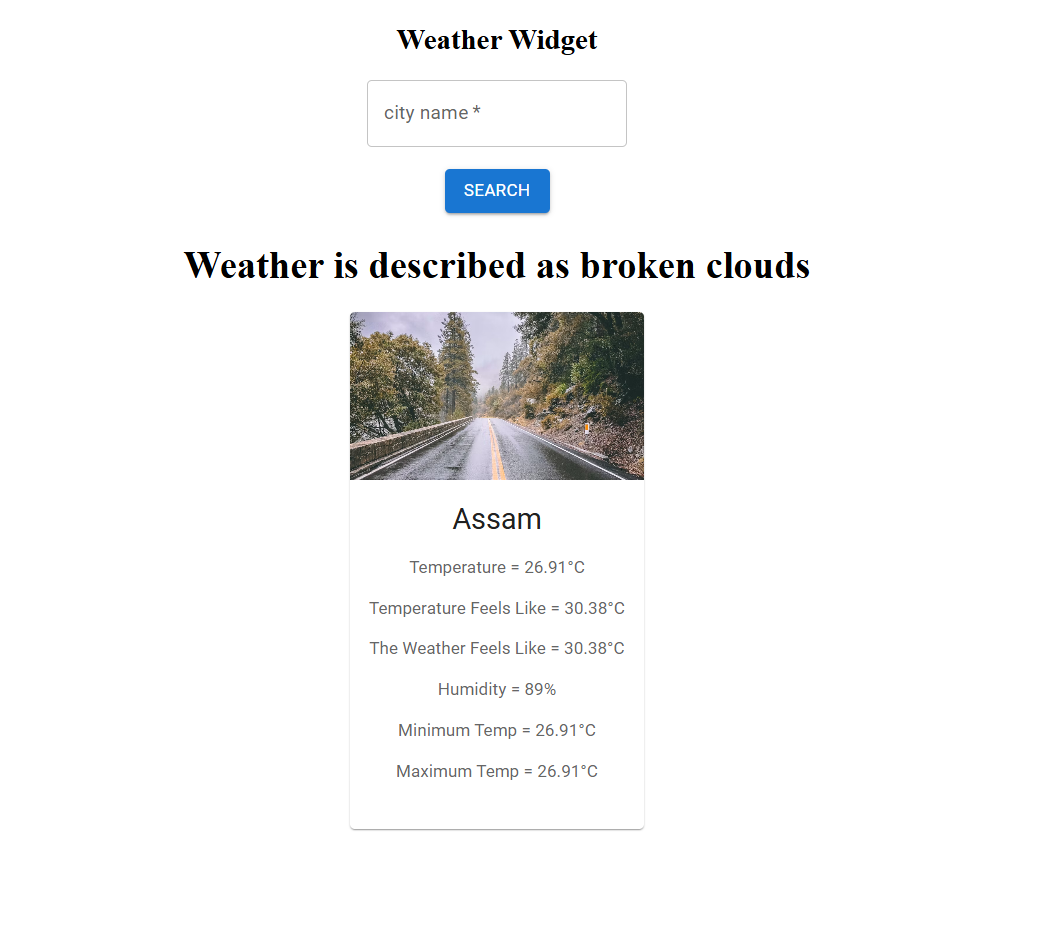 Weather Widget
city name *
SEARCH
Weather is described as broken clouds
Assam
Temperature = 26.91°C
Temperature Feels Like = 30.38°C
The Weather Feels Like = 30.38°C
Humidity = 89%
Minimum Temp = 26.91°C
Maximum Temp = 26.91°C